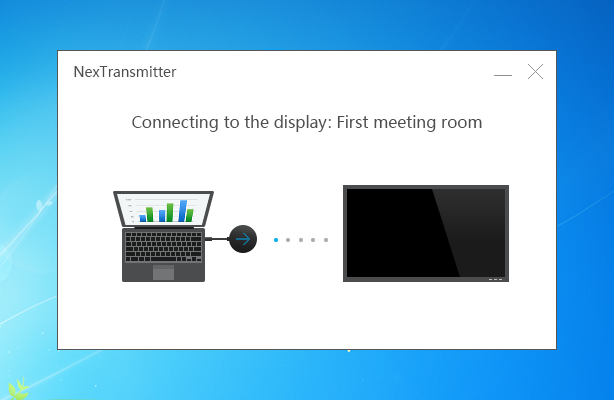 NexTransmitter
Connecting to the display: First meeting room